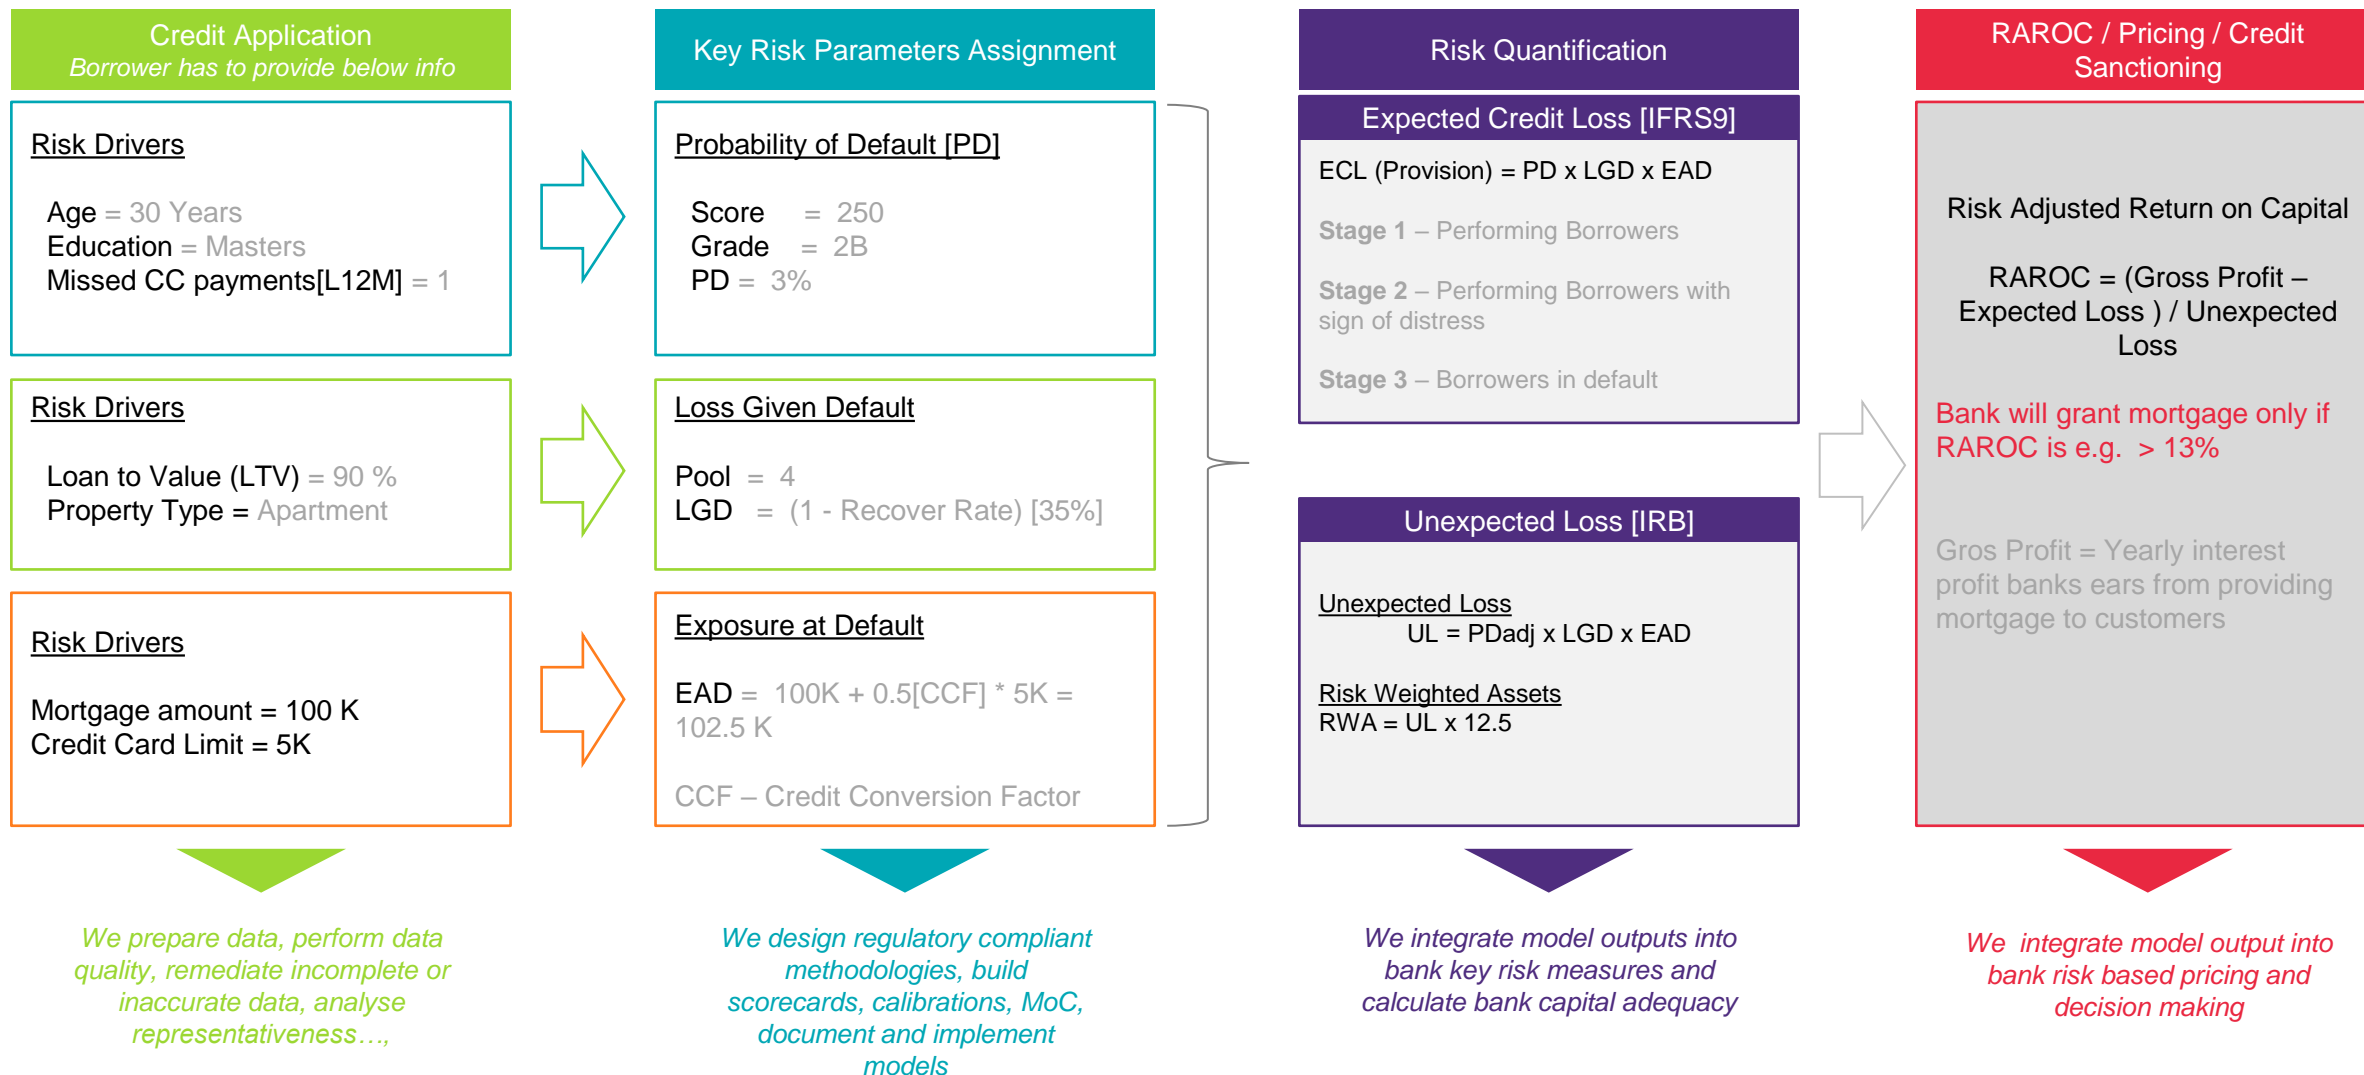 Credit Application
Borrower has to provide below info
Risk Drivers
Age = 30 Years
Education = Masters
Missed CC payments[L12M] = 1
Risk Drivers
Loan to Value (LTV) = 90 %
Property Type = Apartment
Risk Drivers
Mortgage amount = 100 K
Credit Card Limit = 5K
We prepare data, perform data
quality, remediate incomplete or
inaccurate data, analyse
representativeness…,
Key Risk Parameters Assignment
Probability of Default [PD]
Score = 250
Grade = 2B
PD = 3%
Loss Given Default
Pool = 4
LGD = (1 - Recover Rate) [35%]
Exposure at Default
EAD = 100K + 0.5[CCF] * 5K =
102.5 K
CCF – Credit Conversion Factor
We design regulatory compliant
methodologies, build
scorecards, calibrations, MoC,
document and implement
models
Risk Quantification
Expected Credit Loss [IFRS9]
ECL (Provision) = PD x LGD x EAD
Stage 1 – Performing Borrowers
Stage 2 – Performing Borrowers with
sign of distress
Stage 3 – Borrowers in default
Unexpected Loss [IRB]
Unexpected Loss
UL = PDadj x LGD x EAD
Risk Weighted Assets
RWA = UL x 12.5
We integrate model outputs into
bank key risk measures and
calculate bank capital adequacy
RAROC / Pricing / Credit
Sanctioning
Risk Adjusted Return on Capital
RAROC = (Gross Profit –
Expected Loss ) / Unexpected
Loss
Bank will grant mortgage only if
RAROC is e.g. > 13%
Gros Profit = Yearly interest
profit banks ears from providing
mortgage to customers
We integrate model output into
bank risk based pricing and
decision making